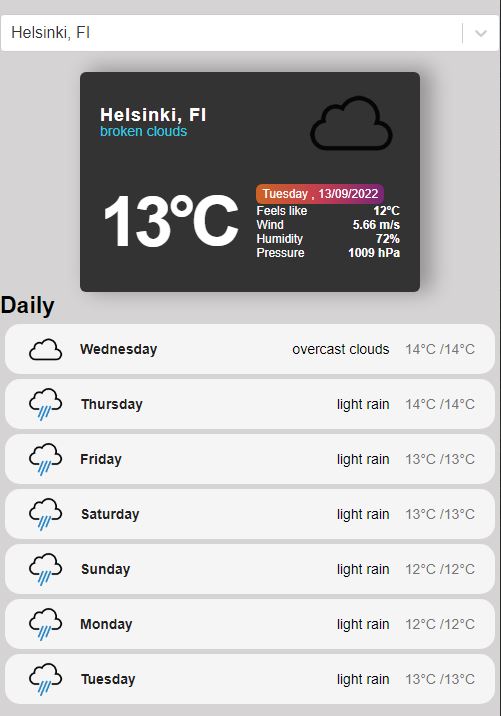 Helsinki, FI
Helsinki, FI
broken clouds
13°C
Tuesday , 13/09/2022
Feels like 12°C
Wind 5.66 m/s
Humidity 72%
Pressure 1009 hPa
Daily
Wednesday overcast clouds 14°C /14°C
Thursday light rain 14°C /14°C
Friday light rain 13°C /13°C
Saturday light rain 13°C /13°C
Sunday light rain 12°C /12°C
Monday light rain 12°C /12°C
Tuesday light rain 13°C /13°C